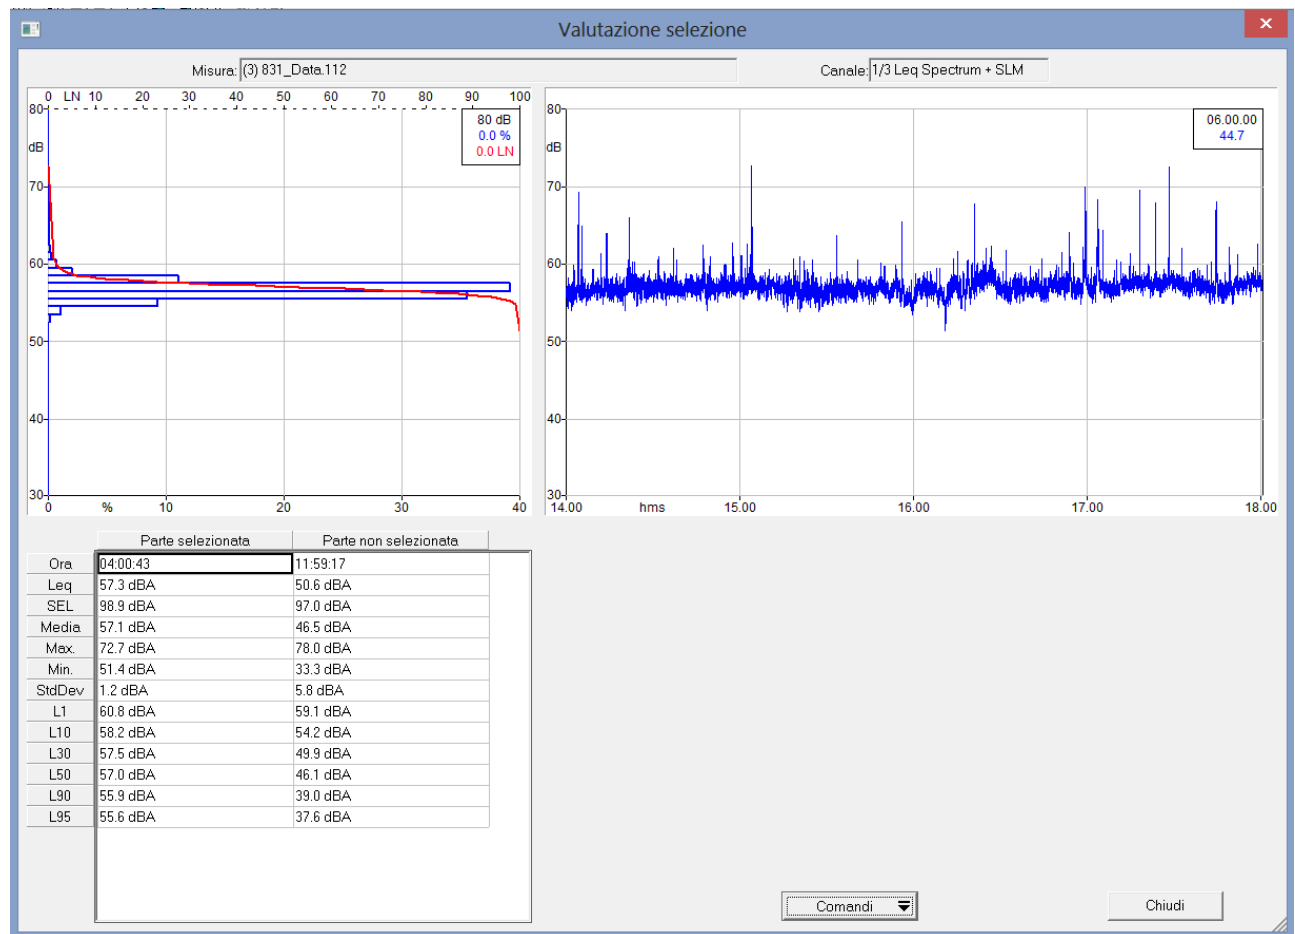 Valutazione selezione
Misura: (3) 831_Data.112
Canale: 1/3 Leq Spectrum + SLM
0 LN 10 20 30 40 50 60 70 80 90 100
80
dB
70
60
50
40
30
80 dB
0.0 %
0.0 LN
0 % 10 20 30 40
80
dB
70
60
50
40
30
06.00.00
44.7
14.00 hms 15.00 16.00 17.00 18.00
Parte selezionata Parte non selezionata
Ora 04:00:43 11:59:17
Leq 57.3 dBA 50.6 dBA
SEL 98.9 dBA 97.0 dBA
Media 57.1 dBA 46.5 dBA
Max. 72.7 dBA 78.0 dBA
Min. 51.4 dBA 33.3 dBA
StdDev 1.2 dBA 5.8 dBA
L1 60.8 dBA 59.1 dBA
L10 58.2 dBA 54.2 dBA
L30 57.5 dBA 49.9 dBA
L50 57.0 dBA 46.1 dBA
L90 55.9 dBA 39.0 dBA
L95 55.6 dBA 37.6 dBA
Comandi
Chiudi